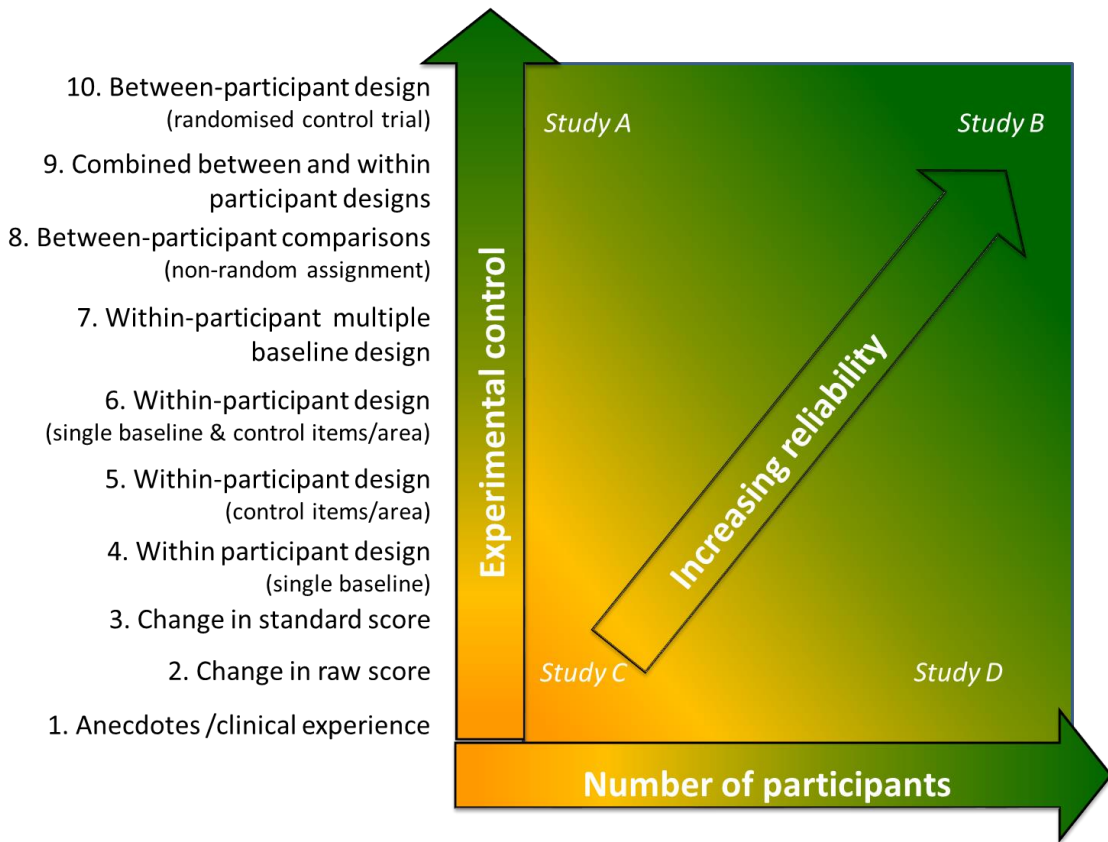 10. Between-participant design
(randomised control trial)
9. Combined between and within
participant designs
8. Between-participant comparisons
(non-random assignment)
7. Within-participant multiple
baseline design
6. Within-participant design
(single baseline & control items/area)
5. Within-participant design
(control items/area)
4. Within participant design
(single baseline)
3. Change in standard score
2. Change in raw score
1. Anecdotes /clinical experience
Experimental control
Study A
Study B
Increasing reliability
Study C
Study D
Number of participants